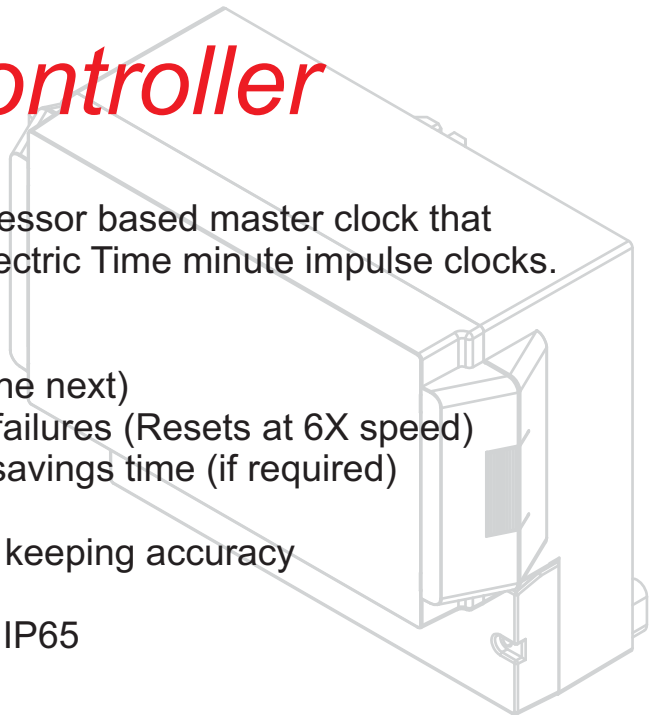 ontroller
essor based master clock that
ectric Time minute impulse clocks.
ne next)
failures (Resets at 6X speed)
savings time (if required)
keeping accuracy
IP65